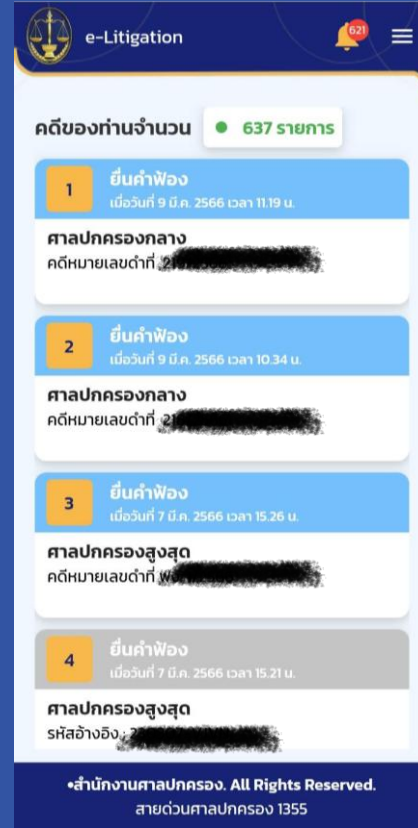 e-Litigation
621
คดีของท่านจำนวน • 637 รายการ
1
ยื่นคำฟ้อง
เมื่อวันที่ 9 มี.ค. 2566 เวลา 11.19 น.
ศาลปกครองกลาง
คดีหมายเลขดำที่
2
ยื่นคำฟ้อง
เมื่อวันที่ 9 มี.ค. 2566 เวลา 10.34 น.
ศาลปกครองกลาง
คดีหมายเลขดำที่
3
ยื่นคำฟ้อง
เมื่อวันที่ 7 มี.ค. 2566 เวลา 15.26 น.
ศาลปกครองสูงสุด
คดีหมายเลขดำที่
4
ยื่นคำฟ้อง
เมื่อวันที่ 7 มี.ค. 2566 เวลา 15.21 น.
ศาลปกครองสูงสุด
รหัสอ้างอิง :
•สำนักงานศาลปกครอง. All Rights Reserved.
สายด่วนศาลปกครอง 1355